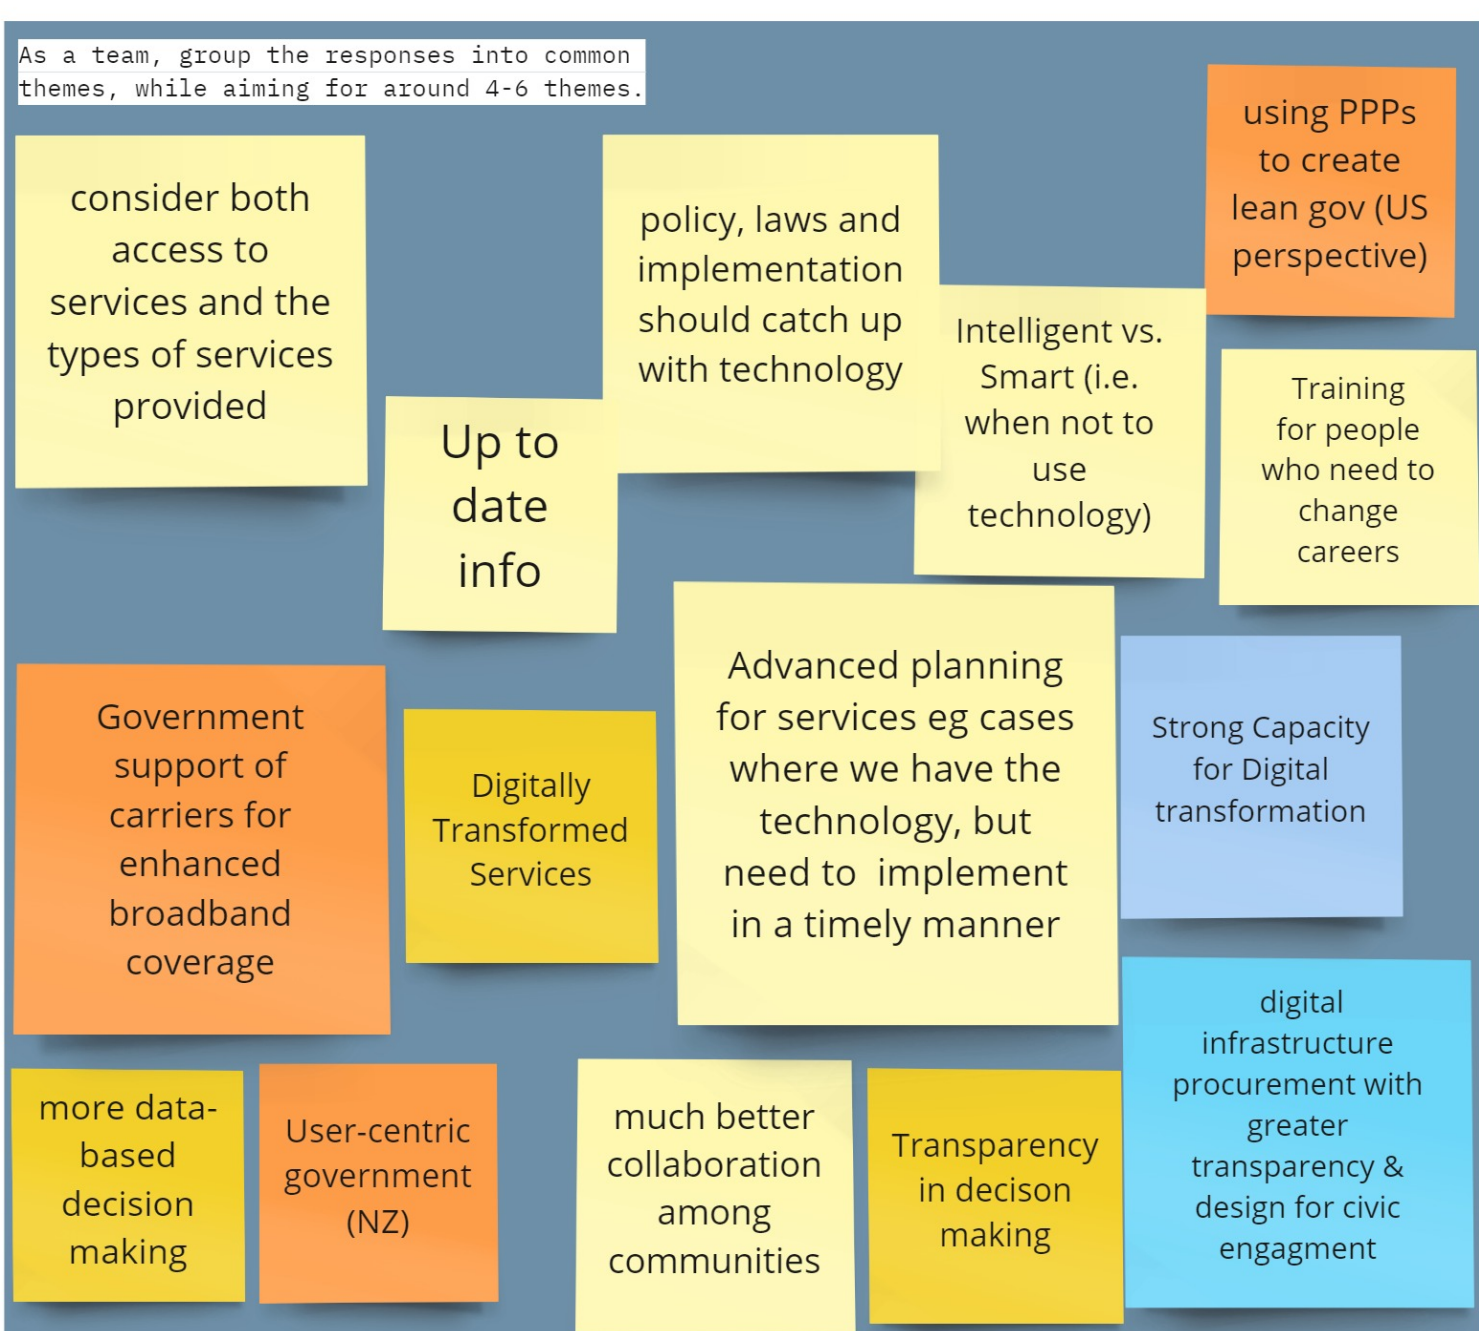 As a team, group the responses into common
themes, while aiming for around 4-6 themes.
consider both
access to
services and the
types of services
provided
Up to
date
info
policy, laws and
implementation
should catch up
with technology
Intelligent vs.
Smart (i.e.
when not to
use
technology)
using PPPs
to create
lean gov (US
perspective)
Training
for people
who need to
change
careers
Government
support of
carriers for
enhanced
broadband
coverage
Digitally
Transformed
Services
Advanced planning
for services eg cases
where we have the
technology, but
need to implement
in a timely manner
Strong Capacity
for Digital
transformation
more data-
based
decision
making
User-centric
government
(NZ)
much better
collaboration
among
communities
Transparency
in decison
making
digital
infrastructure
procurement with
greater
transparency &
design for civic
engagment